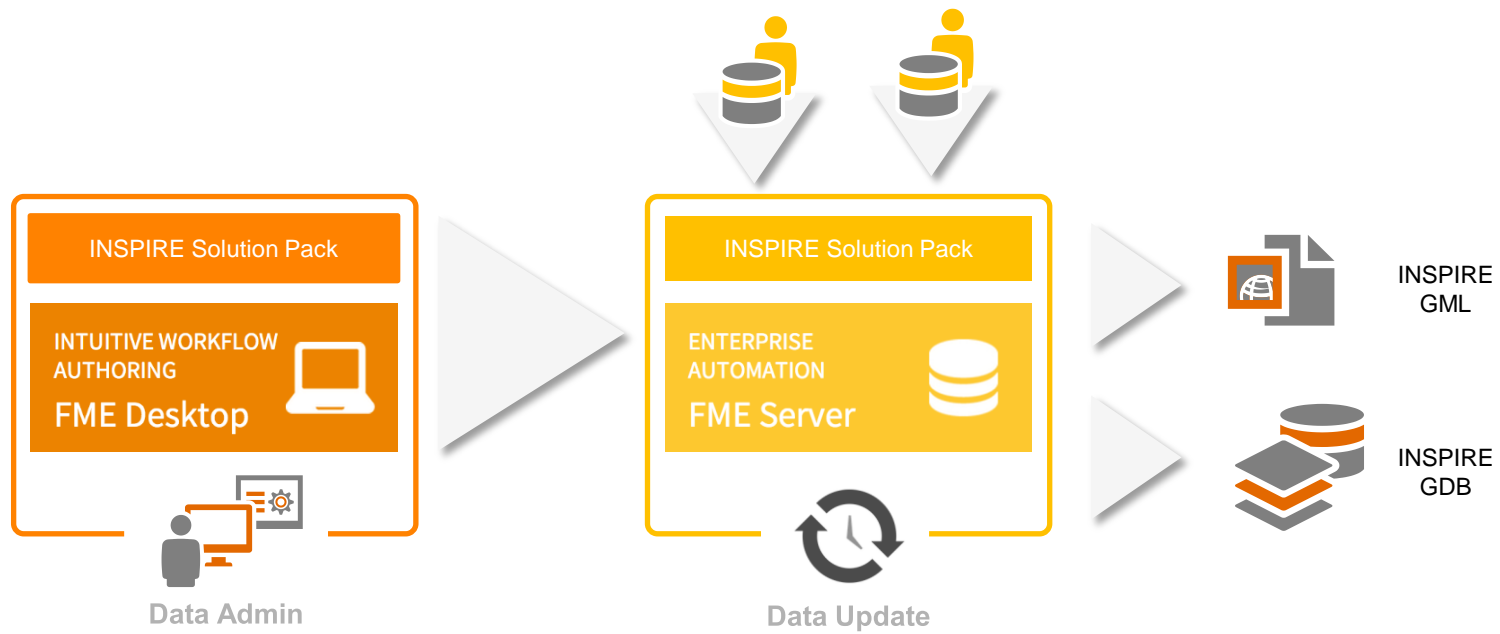 INSPIRE Solution Pack
INTUITIVE WORKFLOW
AUTHORING
FME Desktop
Data Admin
INSPIRE Solution Pack
ENTERPRISE
AUTOMATION
FME Server
Data Update
INSPIRE
GML
INSPIRE
GDB